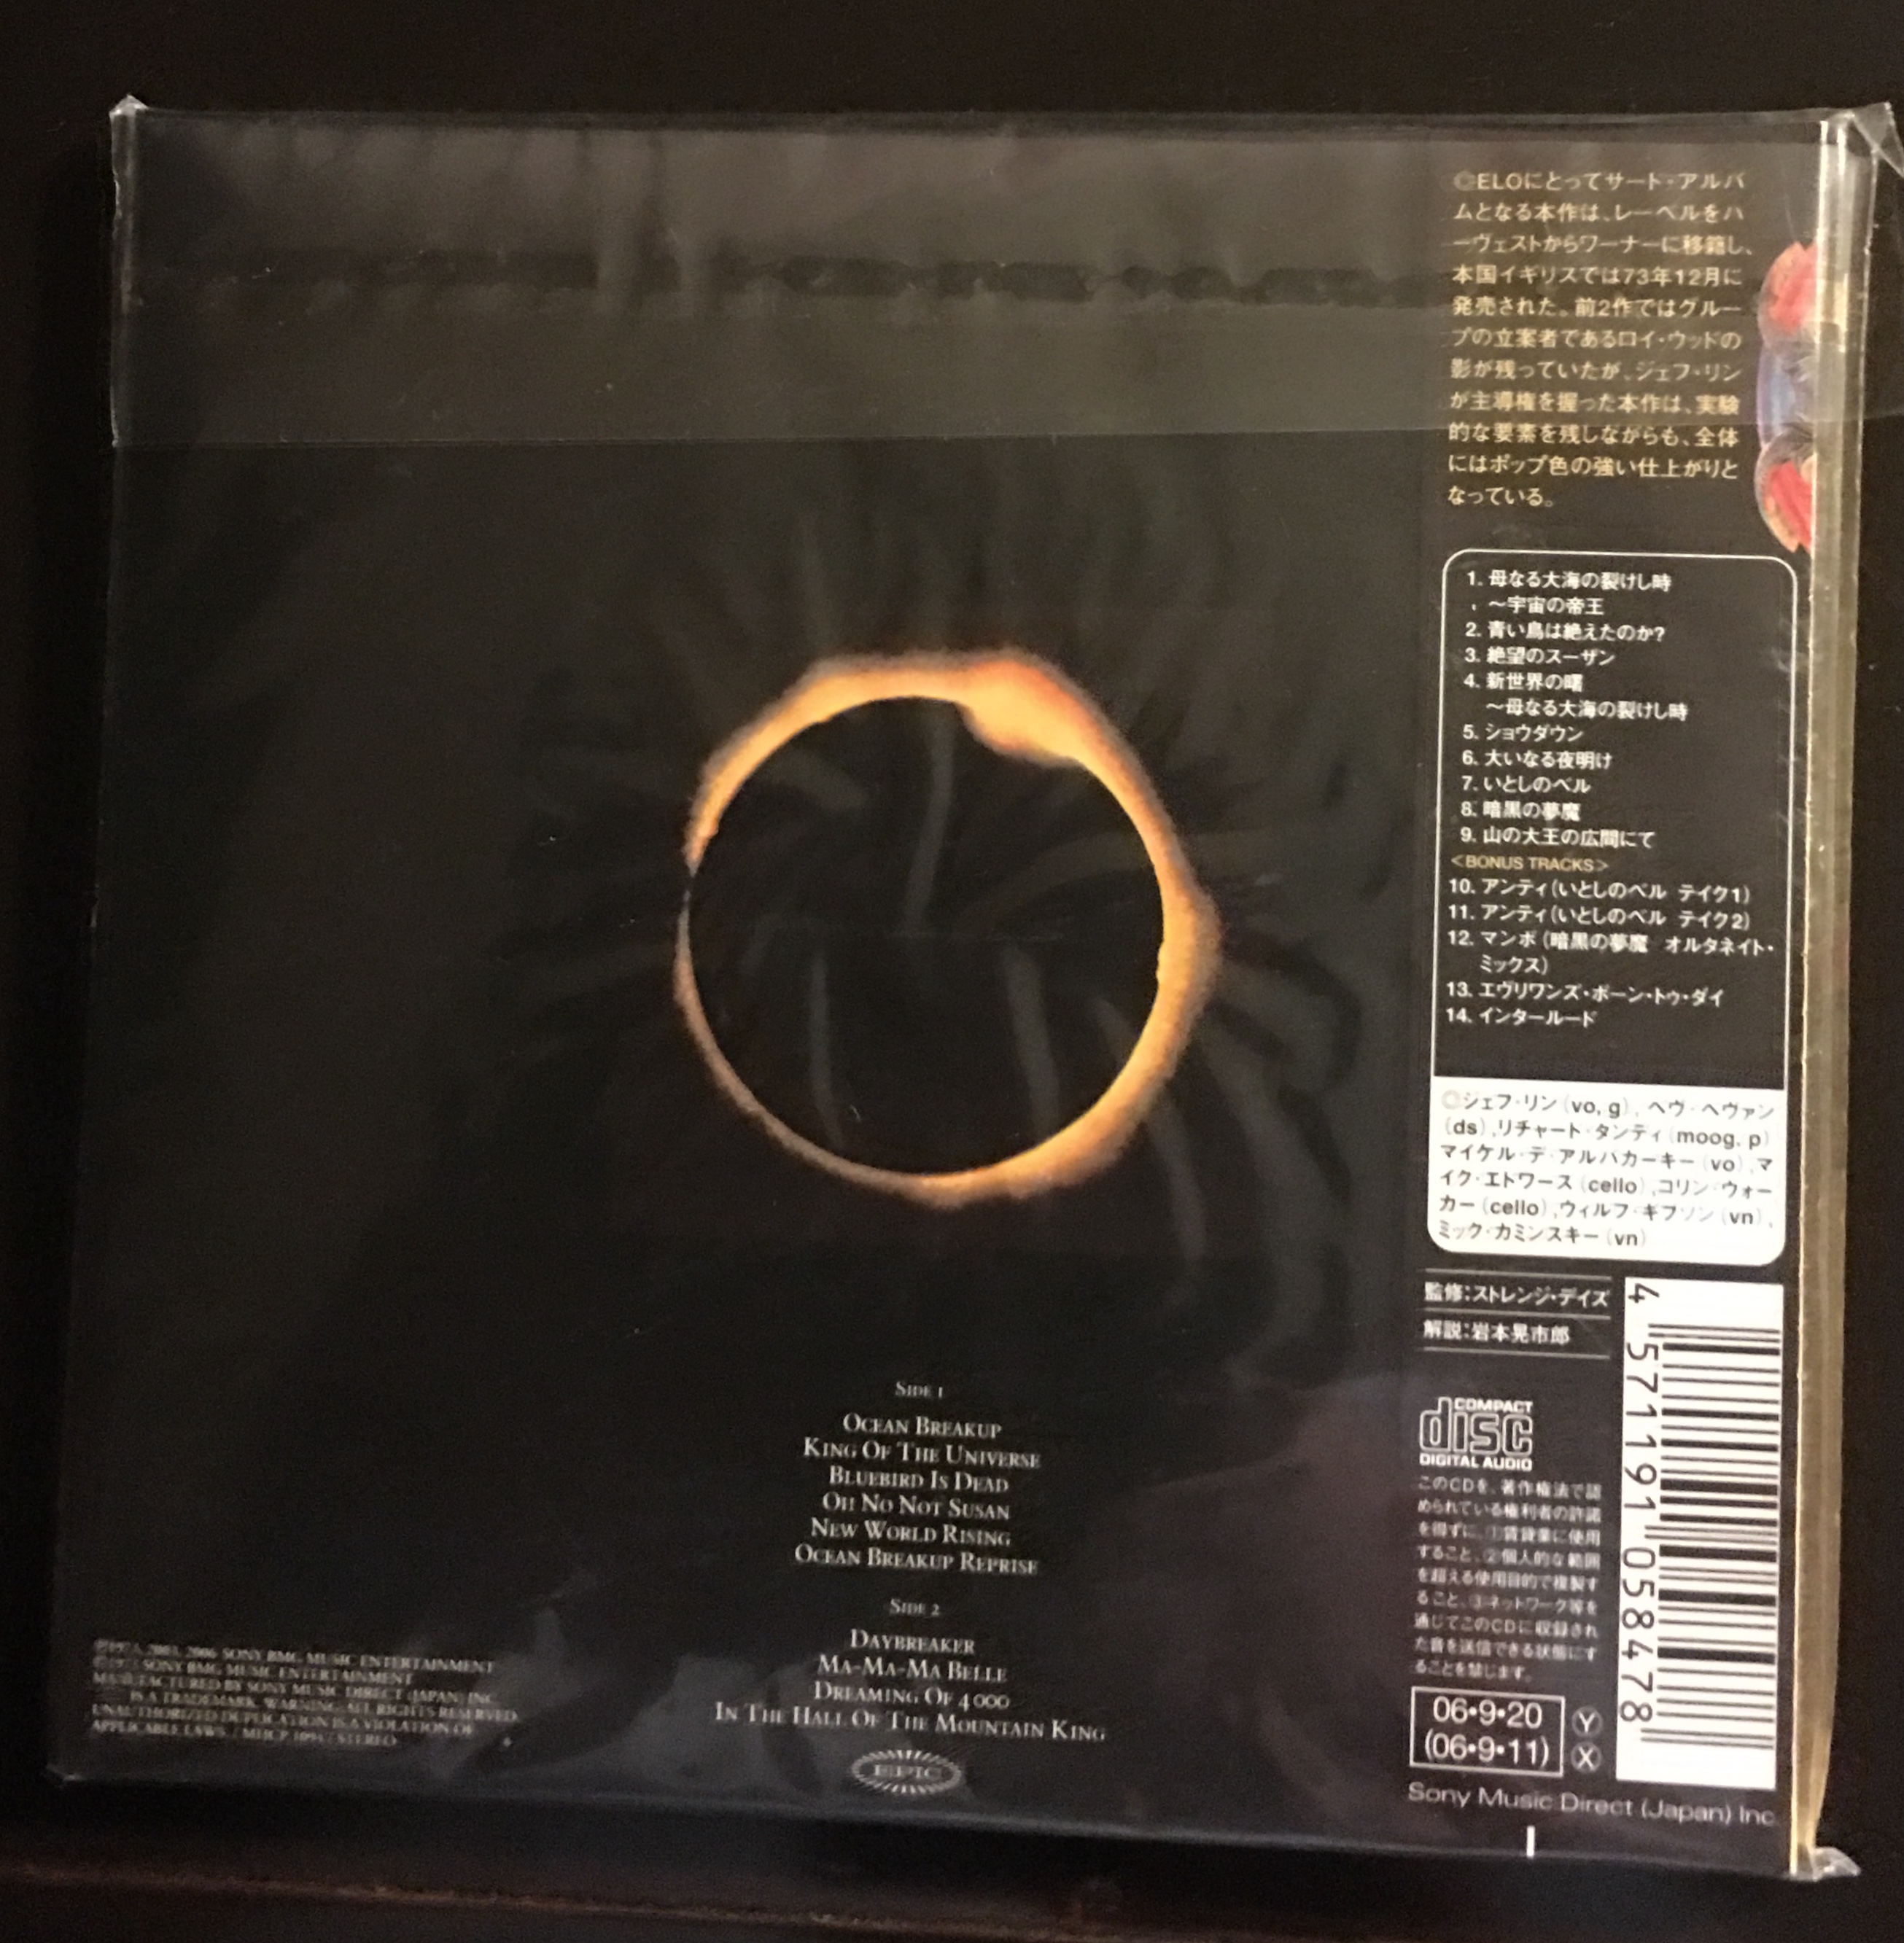 ◎ELOにとってサード・アルバ
ムとなる本作は、レーベルをハ
ーヴェストからワーナーに移籍し、
本国イギリスでは73年12月に
発売された。前2作ではグルー
プの立案者であるロイ・ウッドの
影が残っていたが、ジェフ・リン
が主導権を握った本作は、実験
的な要素を残しながらも、全体
にはポップ色の強い仕上がりと
なっている。
1. 母なる大海の裂けし時
～宇宙の帝王
2. 青い鳥は絶えたのか?
3. 絶望のスーザン
4. 新世界の曙
～母なる大海の裂けし時
5. ショウダウン
6. 大いなる夜明け
7. いとしのベル
8. 暗黒の夢魔
9. 山の大王の広間にて
<BONUS TRACKS>
10. アンティ(いとしのベル テイク1)
11. アンティ(いとしのベル テイク2)
12. マンボ(暗黒の夢魔 オルタネイト・
ミックス)
13. エヴリワンズ・ボーン・トゥ・ダイ
14. インタールード
◎ジェフ・リン(vo, g), ベヴ・ベヴァン
(ds),リチャード・タンディ(moog, p)
マイケル・デ・アルバカーキー(vo),マ
イク・エドワース(cello),コリン・ウォー
カー(cello),ウィルフ・ギブソン(vn),
ミック・カミンスキー(vn)
監修:ストレンジ・デイズ
解説:岩本晃市郎
4 571191 058478
COMPACT
disc
DIGITAL AUDIO
このCDを、著作権法で認
められている権利者の許諾
を得ずに、①賃貸業に使用
すること、②個人的な範囲
を超える使用目的で複製す
ること、③ネットワーク等を
通じてこのCDに収録され
た音を送信できる状態にす
ることを禁じます。
06・9・20
(06・9・11)
Y
X
Sony Music Direct (Japan) Inc.
SIDE 1
OCEAN BREAKUP
KING OF THE UNIVERSE
BLUEBIRD IS DEAD
OH NO NOT SUSAN
NEW WORLD RISING
OCEAN BREAKUP REPRISE
SIDE 2
DAYBREAKER
MA-MA-MA BELLE
DREAMING OF 4000
IN THE HALL OF THE MOUNTAIN KING
EPIC
2003, 2006 SONY BMG MUSIC ENTERTAINMENT
SONY BMG MUSIC ENTERTAINMENT
MANUFACTURED BY SONY MUSIC DIRECT (JAPAN) INC.
IS A TRADEMARK. WARNING: ALL RIGHTS RESERVED.
UNAUTHORIZED DUPLICATION IS A VIOLATION OF
APPLICABLE LAWS. / MHCP / STEREO